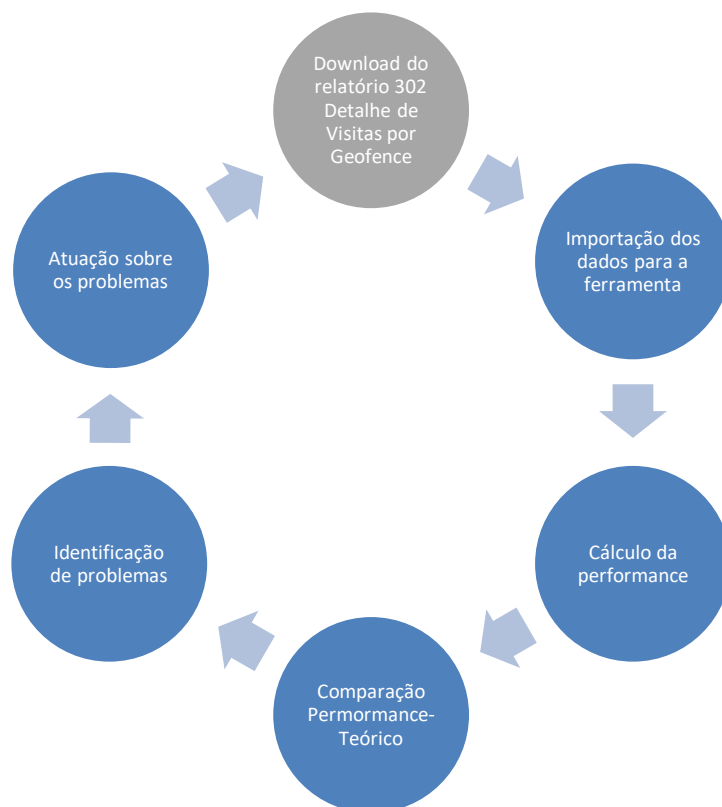 Download do
relatório 302
Detalhe de
Visitas por
Geofence
Importação dos
dados para a
ferramenta
Cálculo da
performance
Comparação
Permormance-
Teórico
Identificação
de problemas
Atuação sobre
os problemas